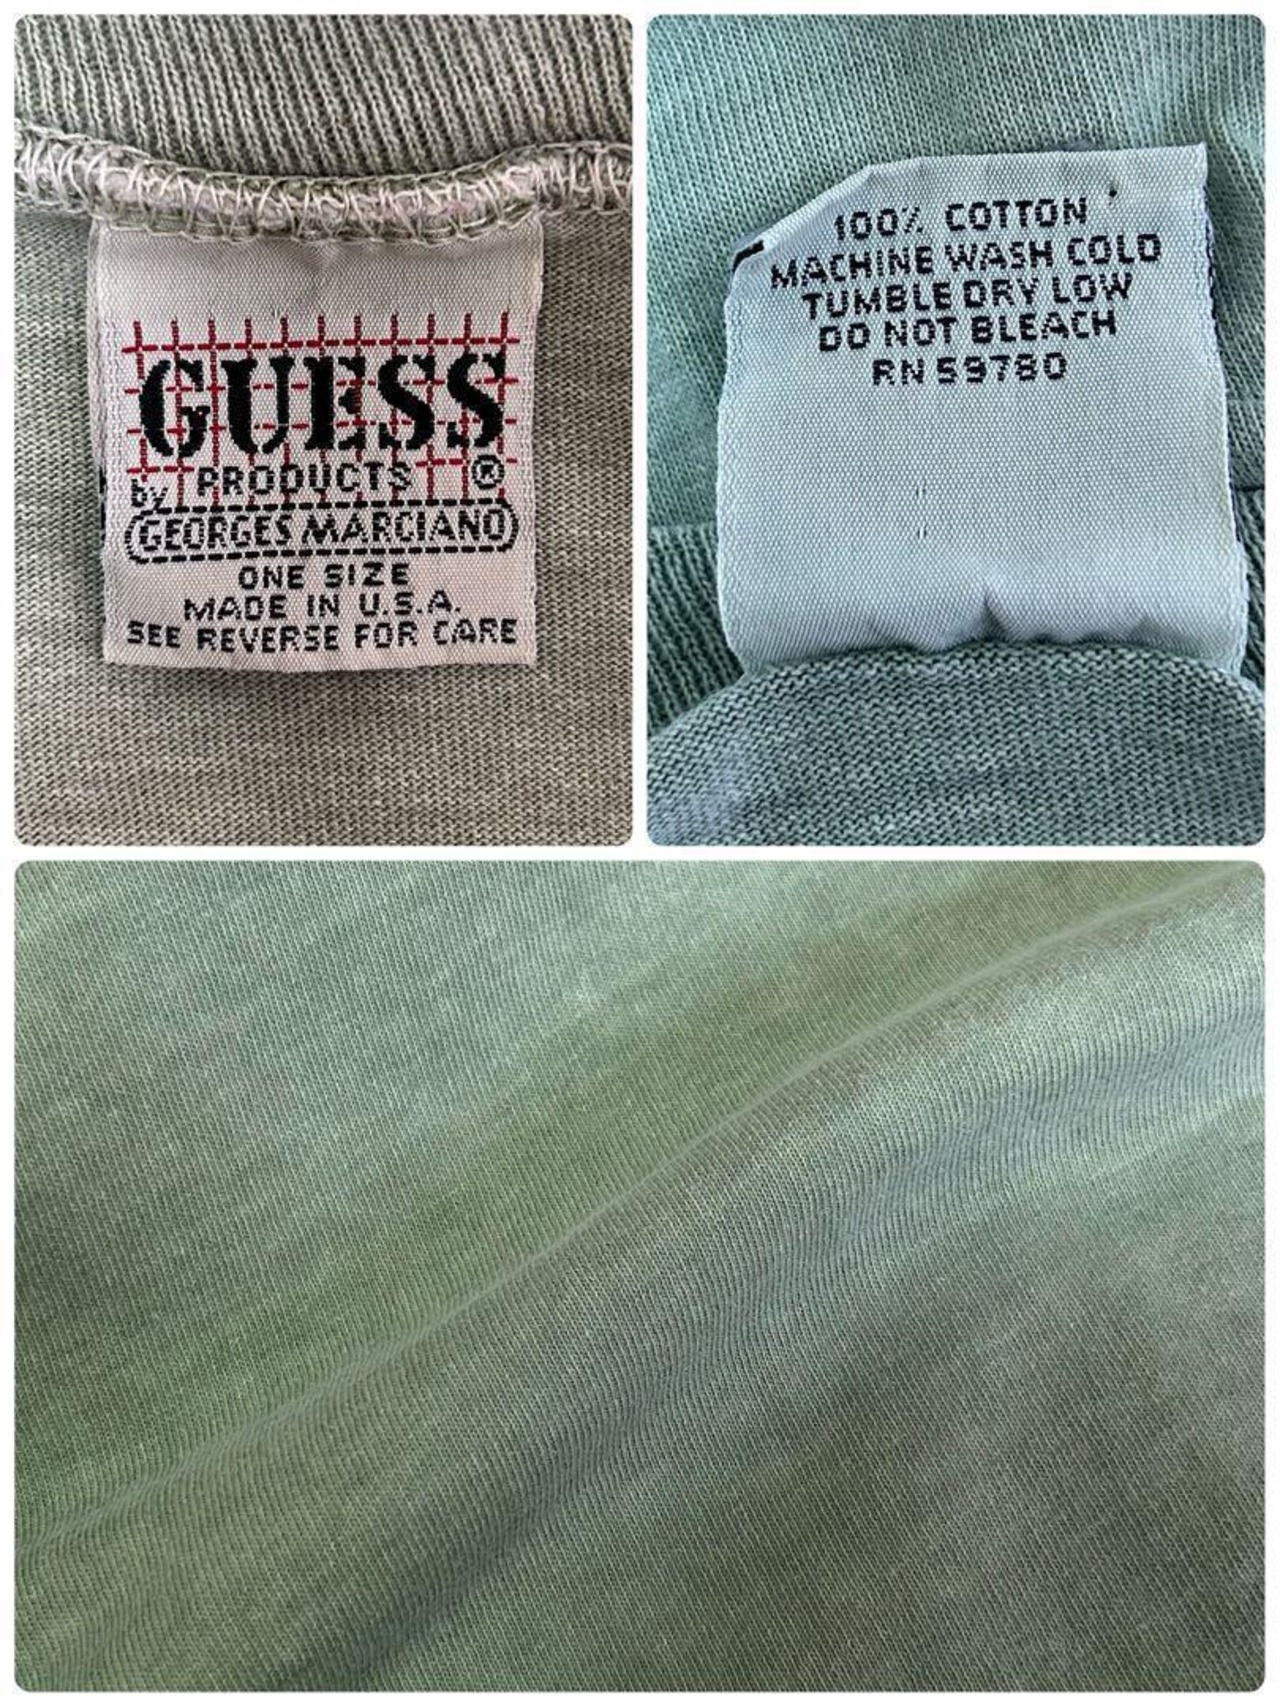 GUESS
by PRODUCTS ®
GEORGES MARCIANO
ONE SIZE
MADE IN U.S.A.
SEE REVERSE FOR CARE
100% COTTON
MACHINE WASH COLD
TUMBLE DRY LOW
DO NOT BLEACH
RN 59780